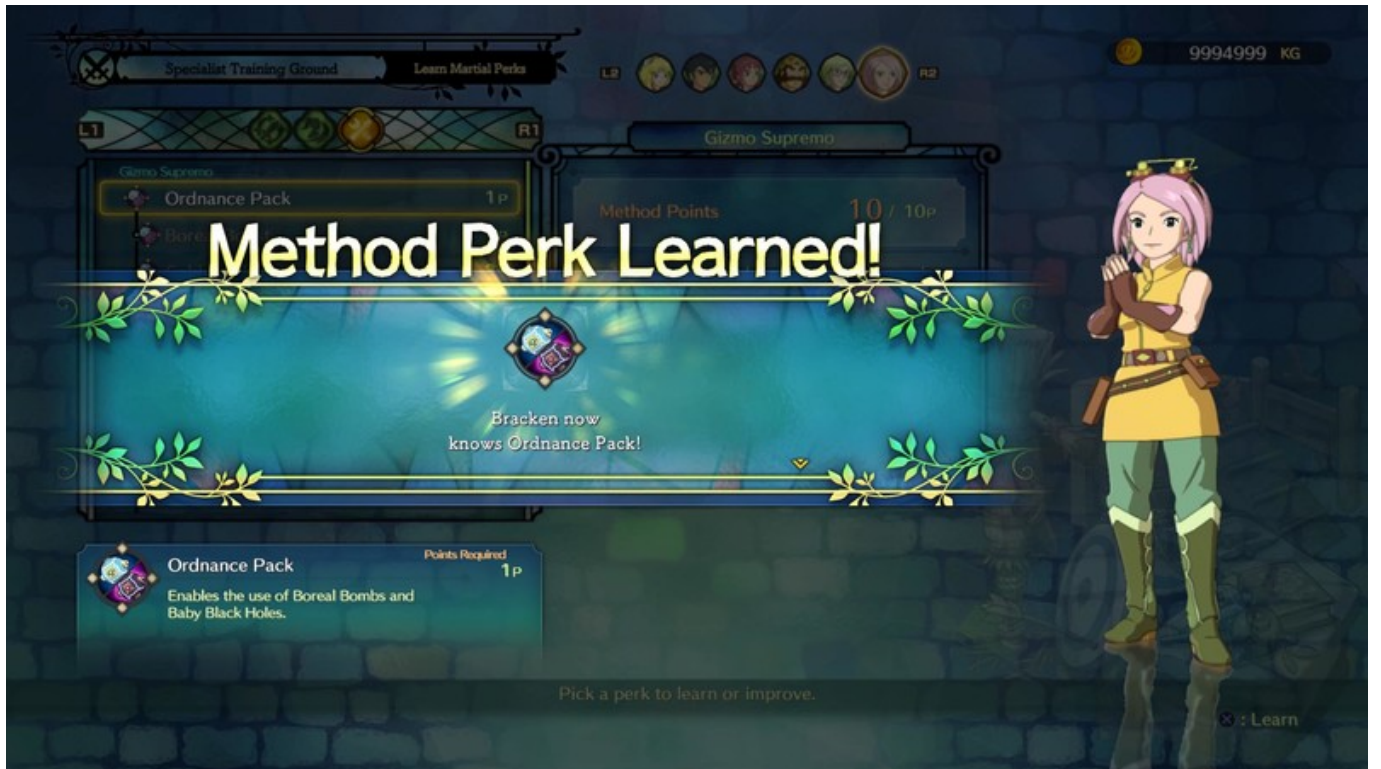 Specialist Training Ground
Learn Martial Perks
L2
R2
9994999 KG
L1
R1
Gizmo Supremo
Gizmo Supremo
Ordnance Pack 1P
Method Points 10 / 10P
Method Perk Learned!
Bracken now
knows Ordnance Pack!
Ordnance Pack
Points Required
1P
Enables the use of Boreal Bombs and
Baby Black Holes.
Pick a perk to learn or improve.
: Learn